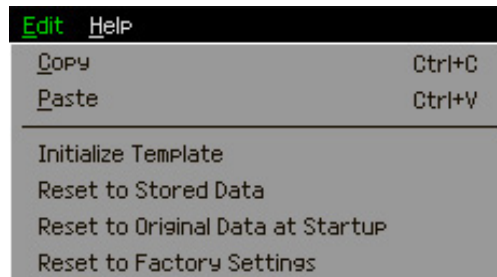 Edit Help
Copy Ctrl+C
Paste Ctrl+V
Initialize Template
Reset to Stored Data
Reset to Original Data at Startup
Reset to Factory Settings